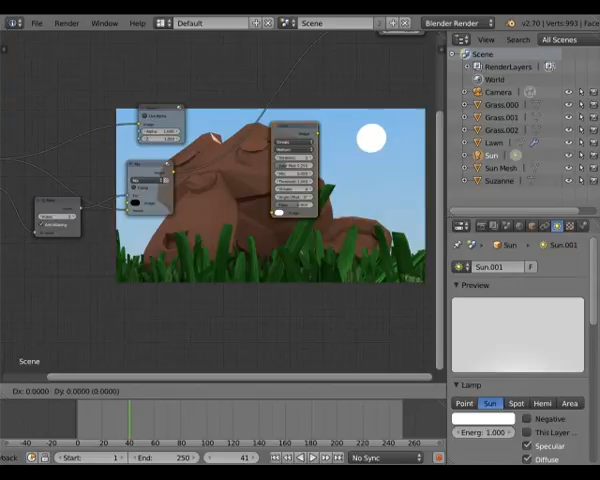 File Render Window Help Default Scene 2 Blender Render v2.70 | Verts:993 | Face
View Search All Scenes
Scene
RenderLayers
World
Camera
Grass.000
Grass.001
Grass.002
Lawn
Sun
Sun Mesh
Suzanne
Sun Sun.001
Sun.001 F
Preview
Lamp
Point Sun Spot Hemi Area
Negative
Energ: 1.000 This Layer ...
Specular
Diffuse
Scene
Dx: 0.0000 Dy: 0.0000 (0.0000)
-40 -20 0 20 40 60 80 100 120 140 160 180 200 220 240 260 280
yback Start: 1 End: 250 41 No Sync